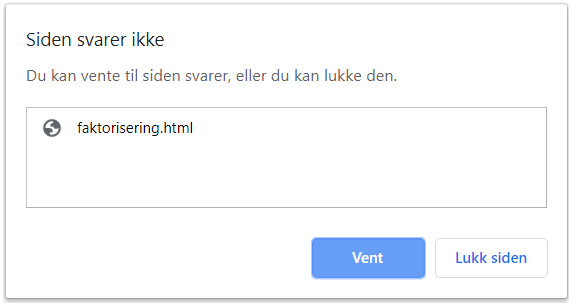 Siden svarer ikke
Du kan vente til siden svarer, eller du kan lukke den.
faktorisering.html
Vent
Lukk siden